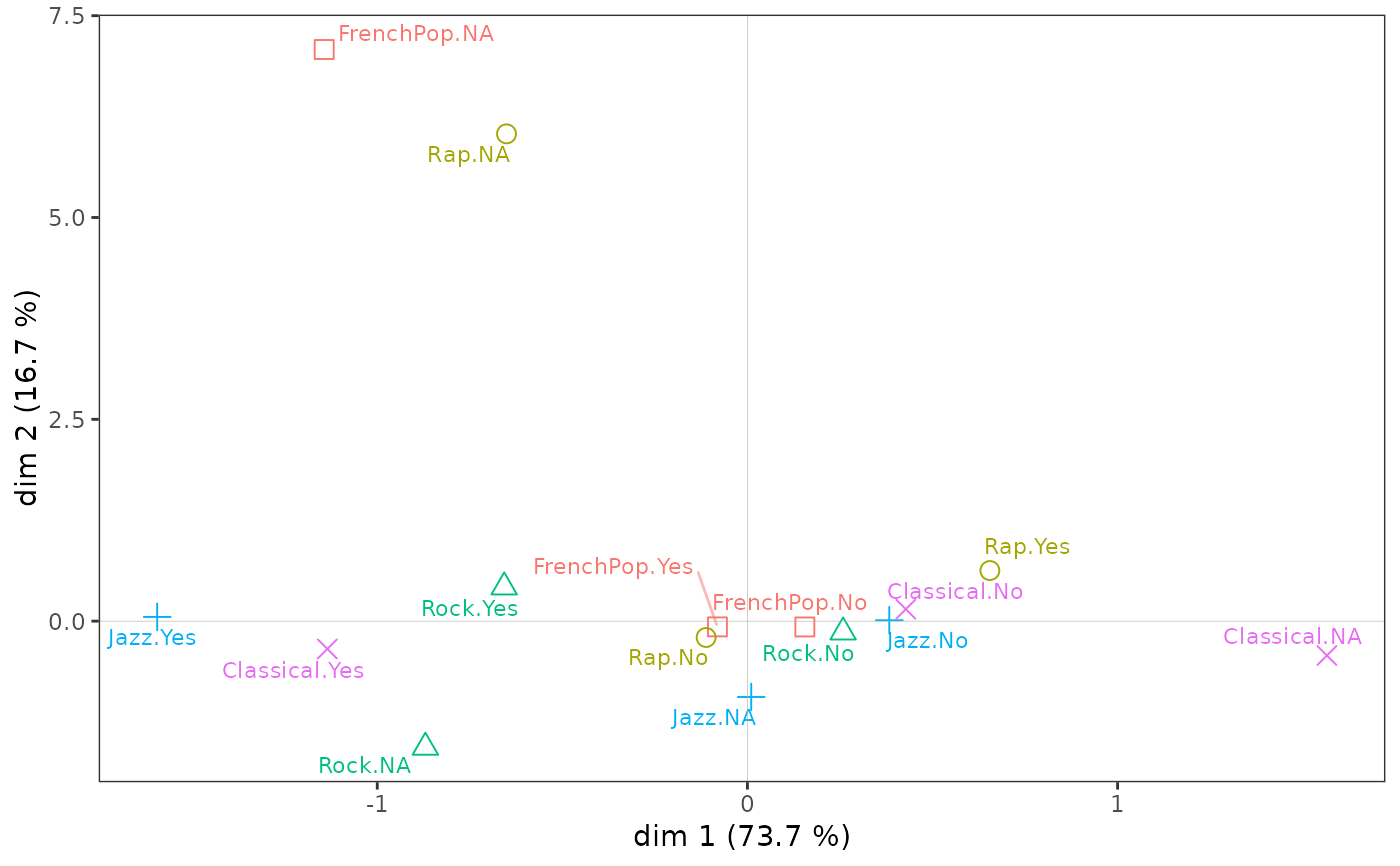 7.5
FrenchPop.NA
Rap.NA
5.0
dim 2 (16.7 %)
2.5
Rap.Yes
FrenchPop.Yes
Classical.No
FrenchPop.No
Rock.Yes
0.0
Jazz.Yes
Classical.NA
Jazz.No
Rock.No
Rap.No
Classical.Yes
Jazz.NA
Rock.NA
-1
0
1
dim 1 (73.7 %)